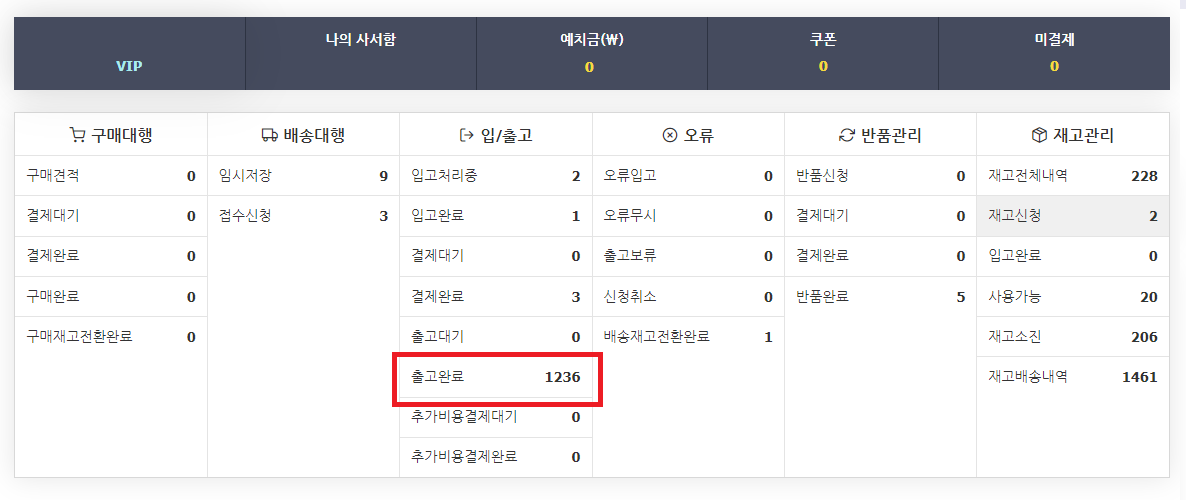 VIP
나의 사서함
예치금(₩)
0
쿠폰
0
미결제
0
구매대행
구매견적 0
결제대기 0
결제완료 0
구매완료 0
구매재고전환완료 0
배송대행
임시저장 9
접수신청 3
입/출고
입고처리중 2
입고완료 1
결제대기 0
결제완료 3
출고대기 0
출고완료 1236
추가비용결제대기 0
추가비용결제완료 0
오류
오류입고 0
오류무시 0
출고보류 0
신청취소 0
배송재고전환완료 1
반품관리
반품신청 0
결제대기 0
결제완료 0
반품완료 5
재고관리
재고전체내역 228
재고신청 2
입고완료 0
사용가능 20
재고소진 206
재고배송내역 1461